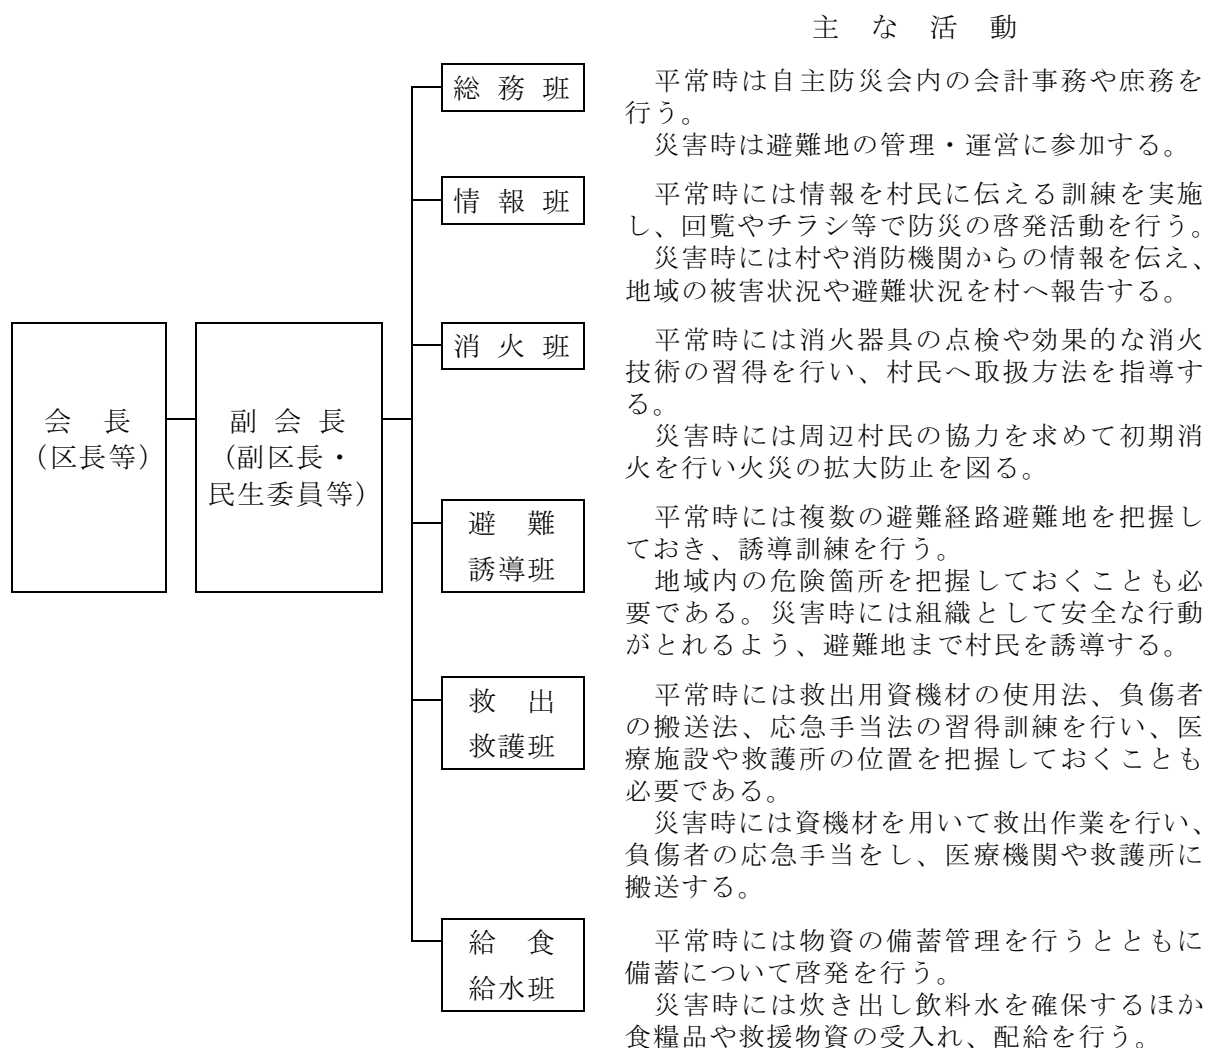 主な活動
総務班
平常時は自主防災会内の会計事務や庶務を
行う。
災害時は避難地の管理・運営に参加する。
情報班
平常時には情報を村民に伝える訓練を実施
し、回覧やチラシ等で防災の啓発活動を行う。
災害時には村や消防機関からの情報を伝え、
地域の被害状況や避難状況を村へ報告する。
会長
(区長等)
副会長
(副区長・
民生委員等)
消火班
平常時には消火器具の点検や効果的な消火
技術の習得を行い、村民へ取扱方法を指導す
る。
災害時には周辺村民の協力を求めて初期消
火を行い火災の拡大防止を図る。
避難
誘導班
平常時には複数の避難経路避難地を把握し
ておき、誘導訓練を行う。
地域内の危険箇所を把握しておくことも必
要である。災害時には組織として安全な行動
がとれるよう、避難地まで村民を誘導する。
救出
救護班
平常時には救出用資機材の使用法、負傷者
の搬送法、応急手当法の習得訓練を行い、医
療施設や救護所の位置を把握しておくことも
必要である。
災害時には資機材を用いて救出作業を行い、
負傷者の応急手当をし、医療機関や救護所に
搬送する。
給食
給水班
平常時には物資の備蓄管理を行うとともに
備蓄について啓発を行う。
災害時には炊き出し飲料水を確保するほか
食糧品や救援物資の受入れ、配給を行う。